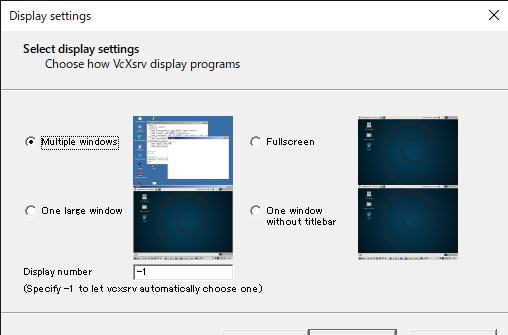 Display settings
Select display settings
Choose how VcXsrv display programs
Multiple windows
Fullscreen
One large window
One window
without titlebar
Display number
-1
(Specify -1 to let vcxsrv automatically choose one)